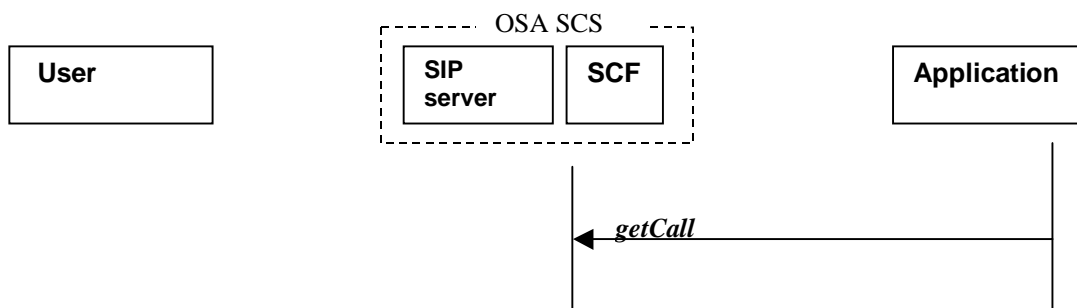 OSA SCS
User
SIP
server
SCF
Application
getCall